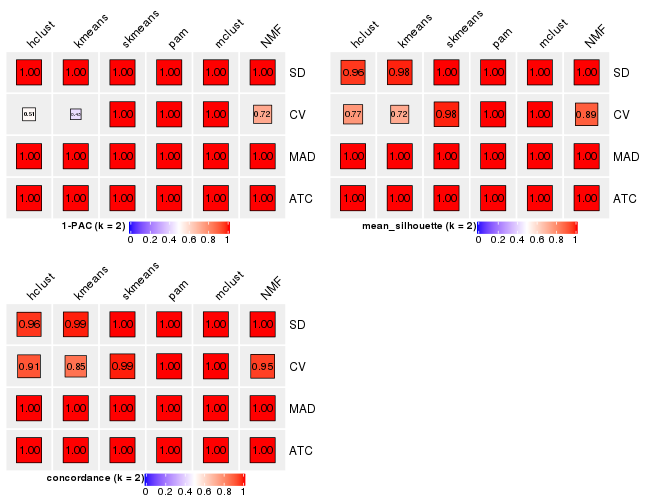 hclust kmeans skmeans pam mclust NMF
1.00 1.00 1.00 1.00 1.00 1.00 SD
0.51 0.43 1.00 1.00 1.00 0.72 CV
1.00 1.00 1.00 1.00 1.00 1.00 MAD
1.00 1.00 1.00 1.00 1.00 1.00 ATC
1-PAC (k = 2)
0 0.2 0.4 0.6 0.8 1
hclust kmeans skmeans pam mclust NMF
0.96 0.98 1.00 1.00 1.00 1.00 SD
0.77 0.72 0.98 1.00 1.00 0.89 CV
1.00 1.00 1.00 1.00 1.00 1.00 MAD
1.00 1.00 1.00 1.00 1.00 1.00 ATC
mean_silhouette (k = 2)
0 0.2 0.4 0.6 0.8 1
hclust kmeans skmeans pam mclust NMF
0.96 0.99 1.00 1.00 1.00 1.00 SD
0.91 0.85 0.99 1.00 1.00 0.95 CV
1.00 1.00 1.00 1.00 1.00 1.00 MAD
1.00 1.00 1.00 1.00 1.00 1.00 ATC
concordance (k = 2)
0 0.2 0.4 0.6 0.8 1